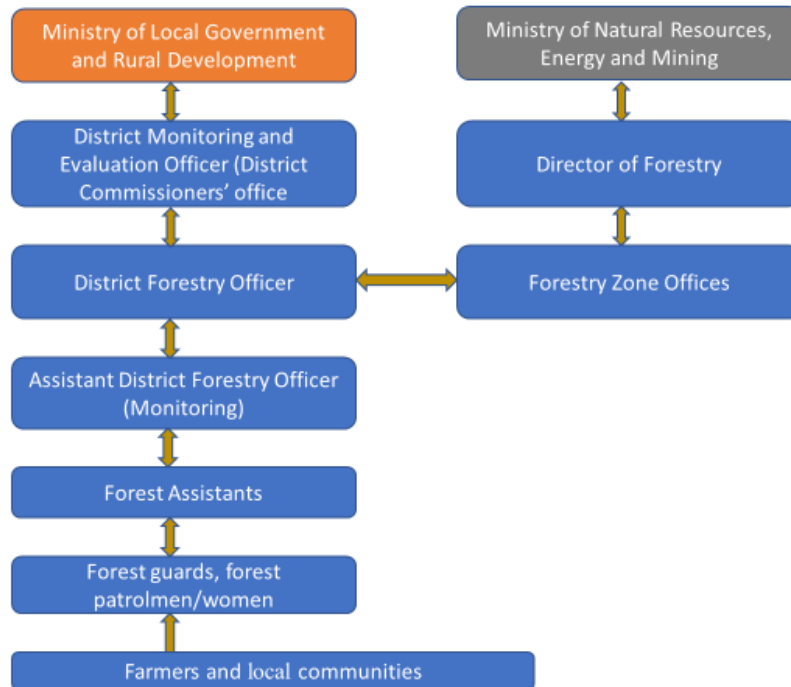 Ministry of Local Government
and Rural Development
Ministry of Natural Resources,
Energy and Mining
District Monitoring and
Evaluation Officer (District
Commissioners' office
Director of Forestry
District Forestry Officer
Forestry Zone Offices
Assistant District Forestry Officer
(Monitoring)
Forest Assistants
Forest guards, forest
patrolmen/women
Farmers and local communities